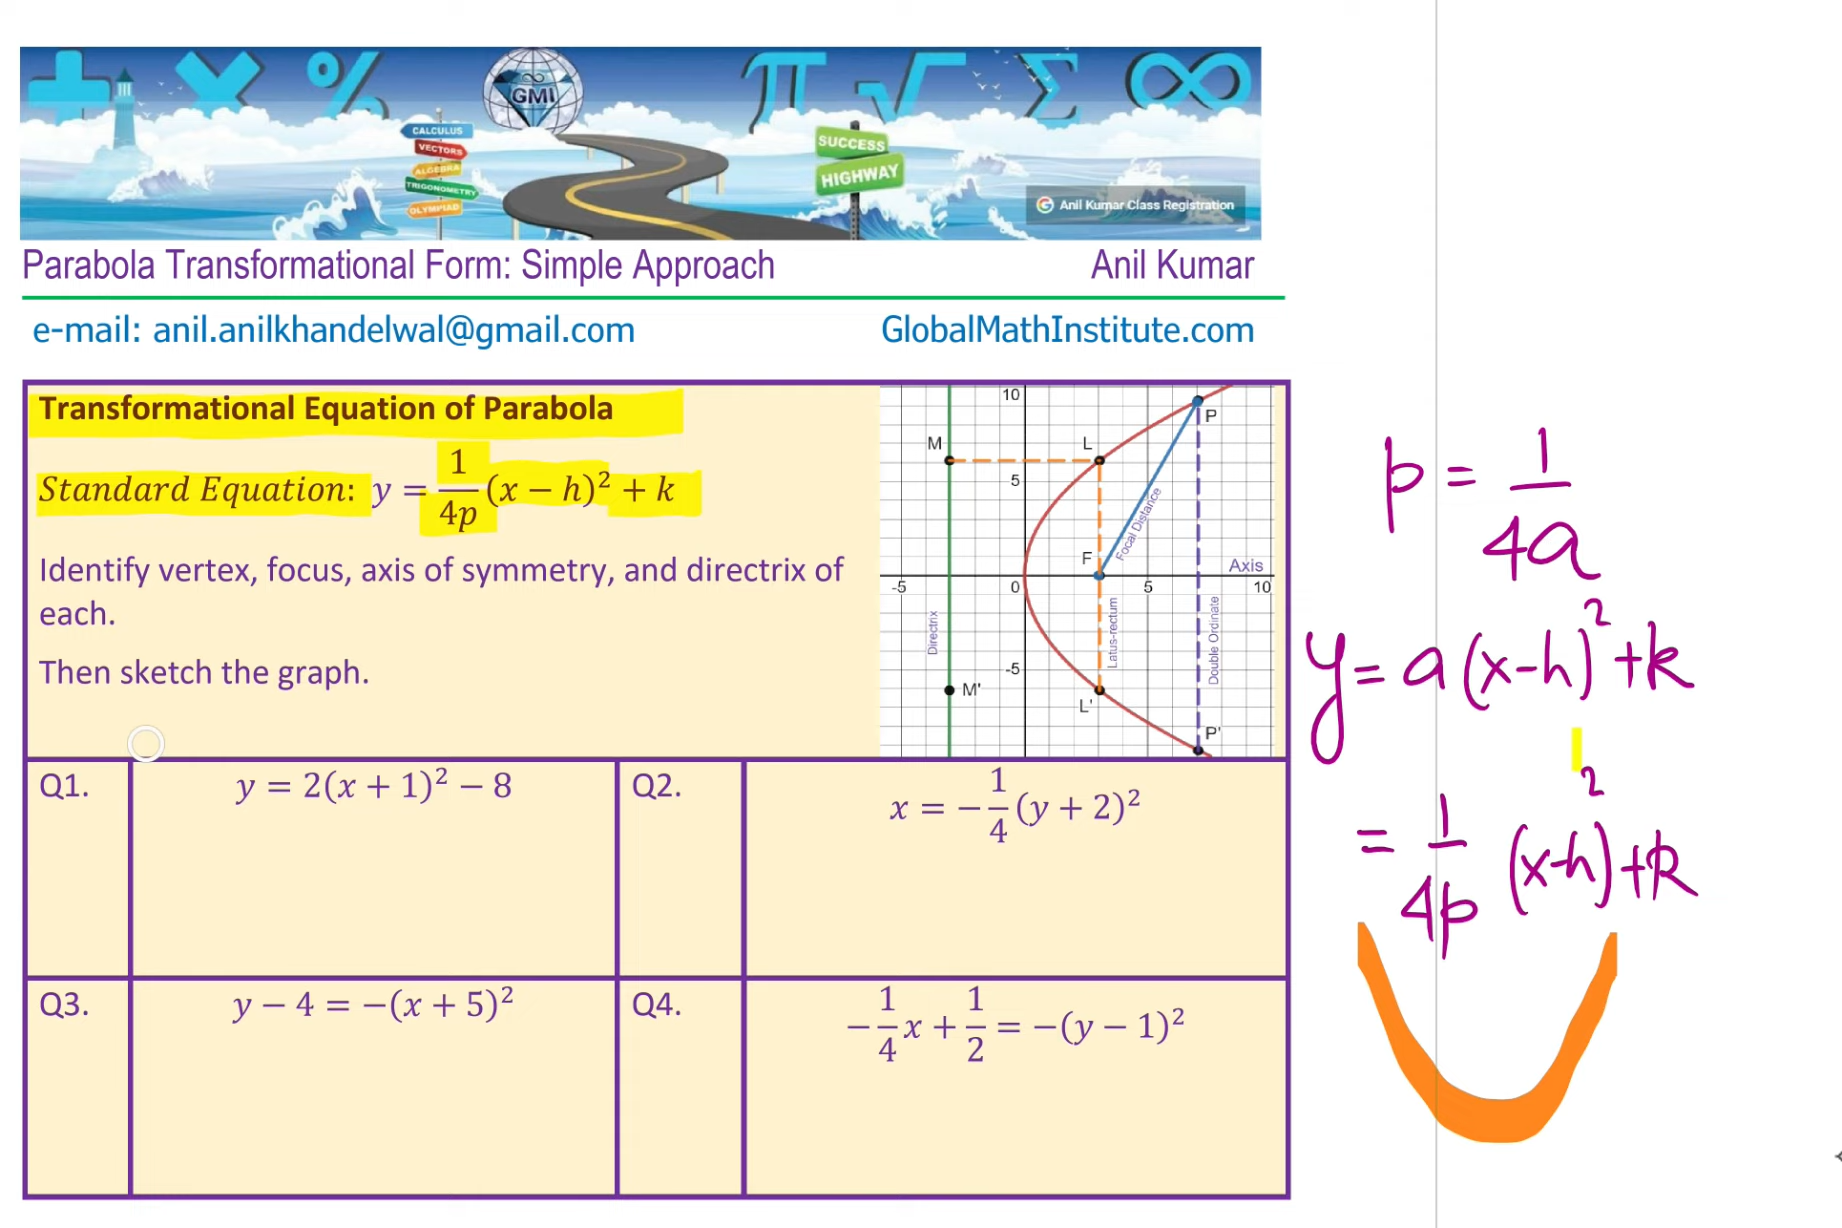 + × % GMI π √ Σ ∞
CALCULUS
VECTORS
ALGEBRA
TRIGONOMETRY
OLYMPIAD
SUCCESS
HIGHWAY
Anil Kumar Class Registration
Parabola Transformational Form: Simple Approach Anil Kumar
e-mail: anil.anilkhandelwal@gmail.com GlobalMathInstitute.com
Transformational Equation of Parabola
Standard Equation: y = 1/4p (x − h)² + k
Identify vertex, focus, axis of symmetry, and directrix of
each.
Then sketch the graph.
10
M L P
5
Focal Distance
F Axis
-5 0 5 10
Directrix Latus-rectum Double Ordinate
-5
M' L' P'
Q1. y = 2(x + 1)² − 8 Q2. x = −1/4 (y + 2)²
Q3. y − 4 = −(x + 5)² Q4. −1/4 x + 1/2 = −(y − 1)²
p = 1/4a
y = a(x-h)² + k
= 1/4p (x-h)² + k